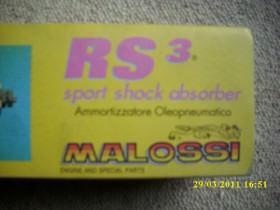 RS3®
sport shock absorber
Ammortizzatore Oleopneumatico
MALOSSI
ENGINE AND SPECIAL PARTS
29/03/2011 16:51